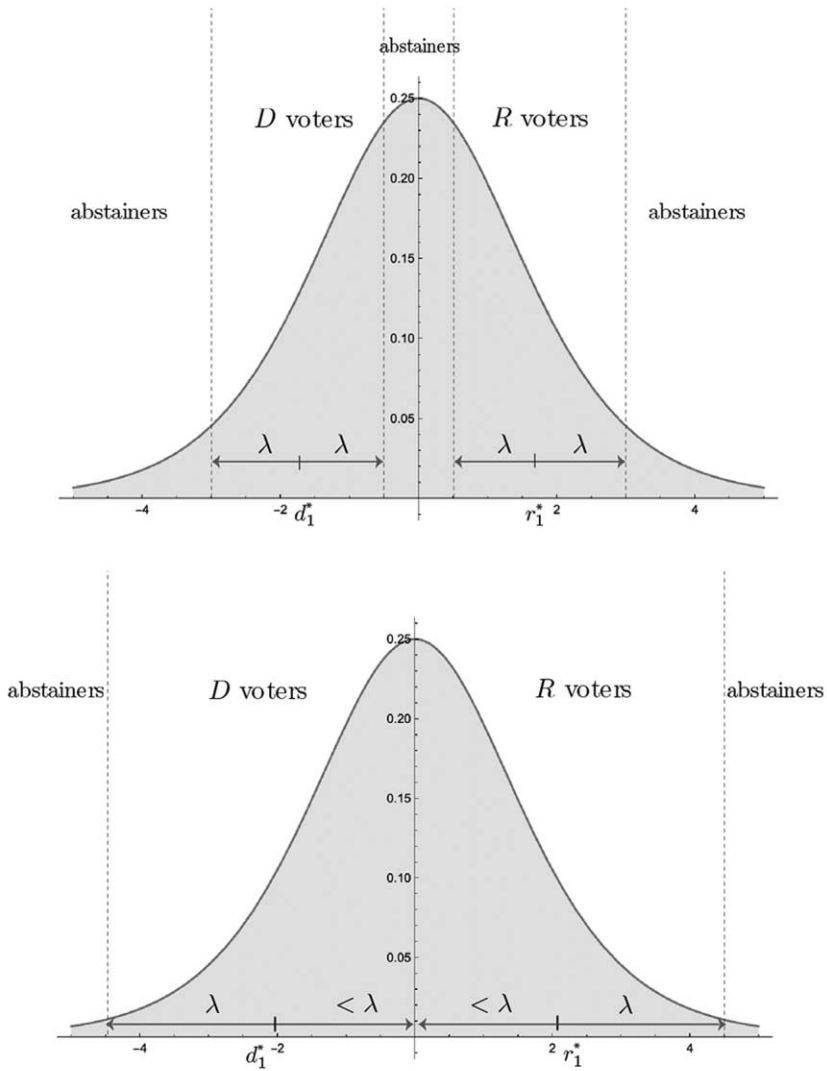 abstainers
D voters
R voters
abstainers
abstainers
0.25
0.20
0.15
0.10
0.05
λ λ λ λ
-4 -2 2 4
d₁* r₁*
abstainers
D voters
R voters
abstainers
0.25
0.20
0.15
0.10
0.05
λ < λ < λ λ
-4 -2 2 4
d₁* r₁*